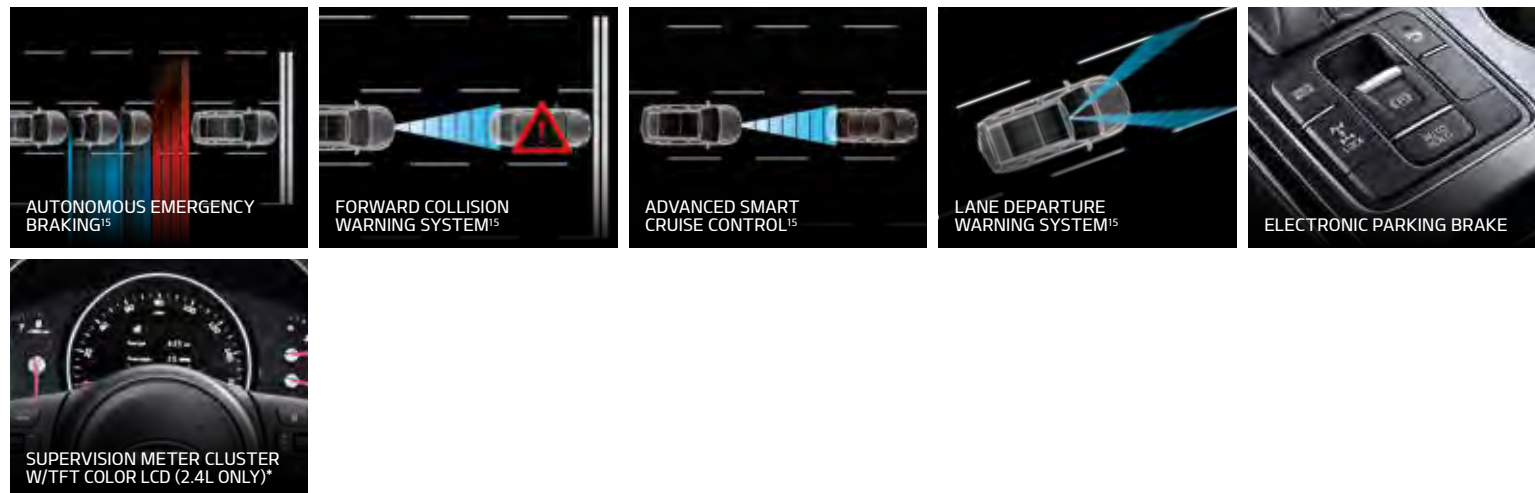 AUTONOMOUS EMERGENCY
BRAKING¹⁵
FORWARD COLLISION
WARNING SYSTEM¹⁵
ADVANCED SMART
CRUISE CONTROL¹⁵
LANE DEPARTURE
WARNING SYSTEM¹⁵
LOCK
ELECTRONIC PARKING BRAKE
SUPERVISION METER CLUSTER
W/TFT COLOR LCD (2.4L ONLY)*